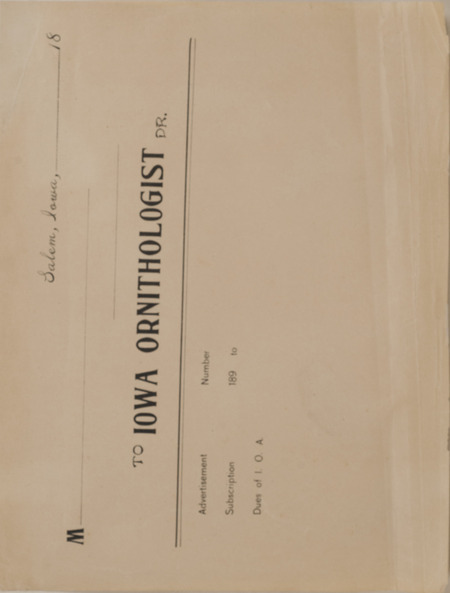 Salem, Iowa, 18
M
TO IOWA ORNITHOLOGIST DR.
Advertisement Number
Subscription 189 to
Dues of I. O. A.